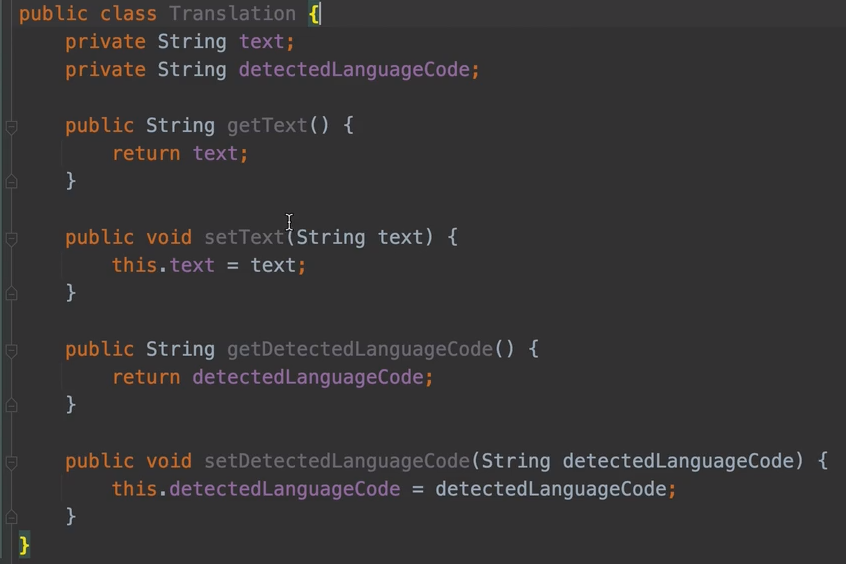 public class Translation {
    private String text;
    private String detectedLanguageCode;

    public String getText() {
        return text;
    }

    public void setText(String text) {
        this.text = text;
    }

    public String getDetectedLanguageCode() {
        return detectedLanguageCode;
    }

    public void setDetectedLanguageCode(String detectedLanguageCode) {
        this.detectedLanguageCode = detectedLanguageCode;
    }
}